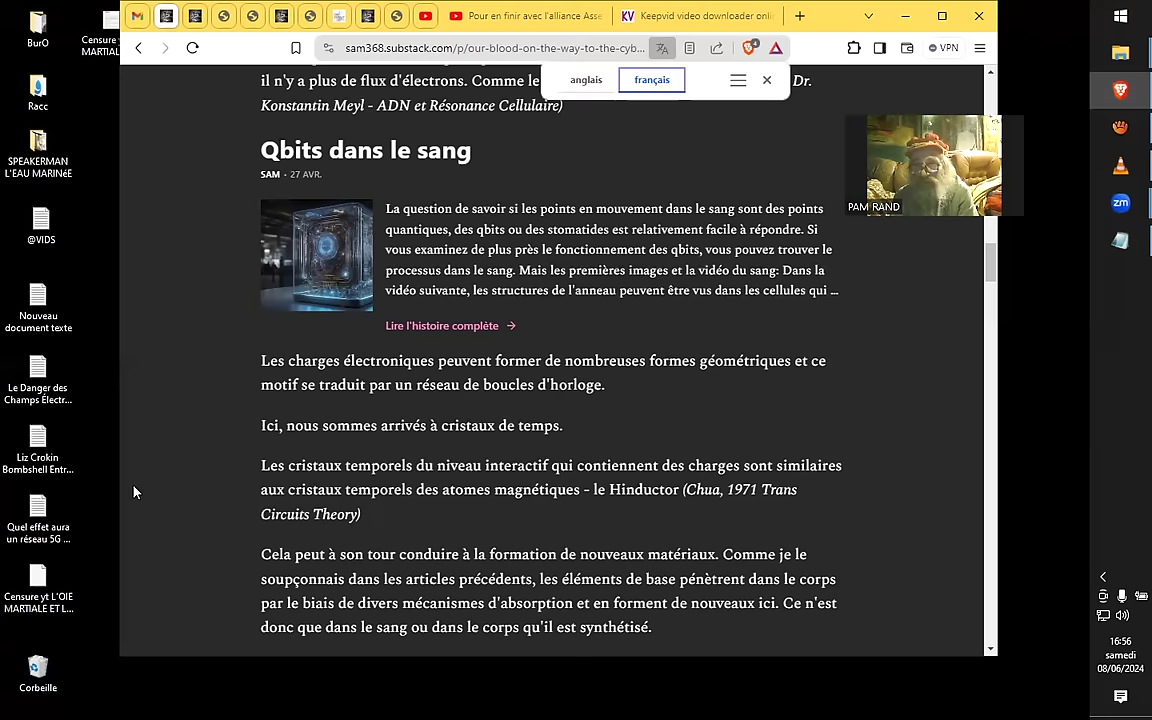 BurO
Censure yt
MARTIALE ET L...
Racc
SPEAKERMAN
L'EAU MARINéE
@VIDS
Nouveau
document texte
Le Danger des
Champs Électr...
Liz Crokin
Bombshell Entr...
Quel effet aura
un réseau 5G ...
Censure yt L'OIE
MARTIALE ET L...
Corbeille
Pour en finir avec l'alliance Asse
KV Keepvid video downloader onli
sam368.substack.com/p/our-blood-on-the-way-to-the-cyb...
4
VPN
anglais
français
il n'y a plus de flux d'électrons. Comme le
Dr.
Konstantin Meyl - ADN et Résonance Cellulaire)
Qbits dans le sang
SAM · 27 AVR.
La question de savoir si les points en mouvement dans le sang sont des points
quantiques, des qbits ou des stomatides est relativement facile à répondre. Si
vous examinez de plus près le fonctionnement des qbits, vous pouvez trouver le
processus dans le sang. Mais les premières images et la vidéo du sang: Dans la
vidéo suivante, les structures de l'anneau peuvent être vus dans les cellules qui ...
Lire l'histoire complète →
Les charges électroniques peuvent former de nombreuses formes géométriques et ce
motif se traduit par un réseau de boucles d'horloge.
Ici, nous sommes arrivés à cristaux de temps.
Les cristaux temporels du niveau interactif qui contiennent des charges sont similaires
aux cristaux temporels des atomes magnétiques - le Hinductor (Chua, 1971 Trans
Circuits Theory)
Cela peut à son tour conduire à la formation de nouveaux matériaux. Comme je le
soupçonnais dans les articles précédents, les éléments de base pénètrent dans le corps
par le biais de divers mécanismes d'absorption et en forment de nouveaux ici. Ce n'est
donc que dans le sang ou dans le corps qu'il est synthétisé.
PAM RAND
zm
16:56
samedi
08/06/2024